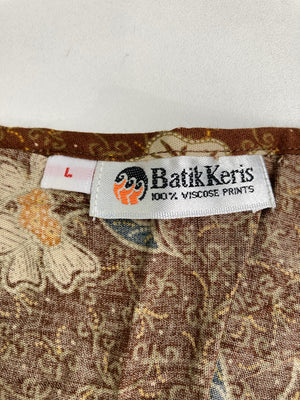 L
BatikKeris
100% VISCOSE PRINTS